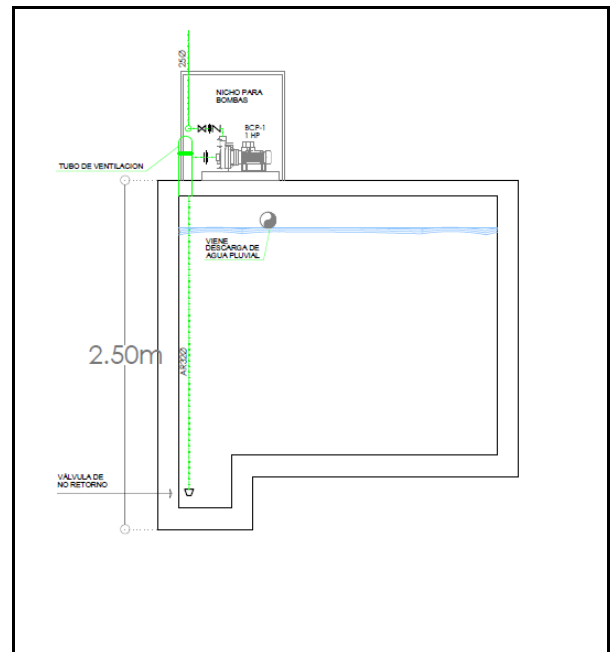 25Ø
NICHO PARA
BOMBAS
BCP-1
1 HP
TUBO DE VENTILACION
VIENE
DESCARGA DE
AGUA PLUVIAL
2.50m
AR32Ø
VÁLVULA DE
NO RETORNO